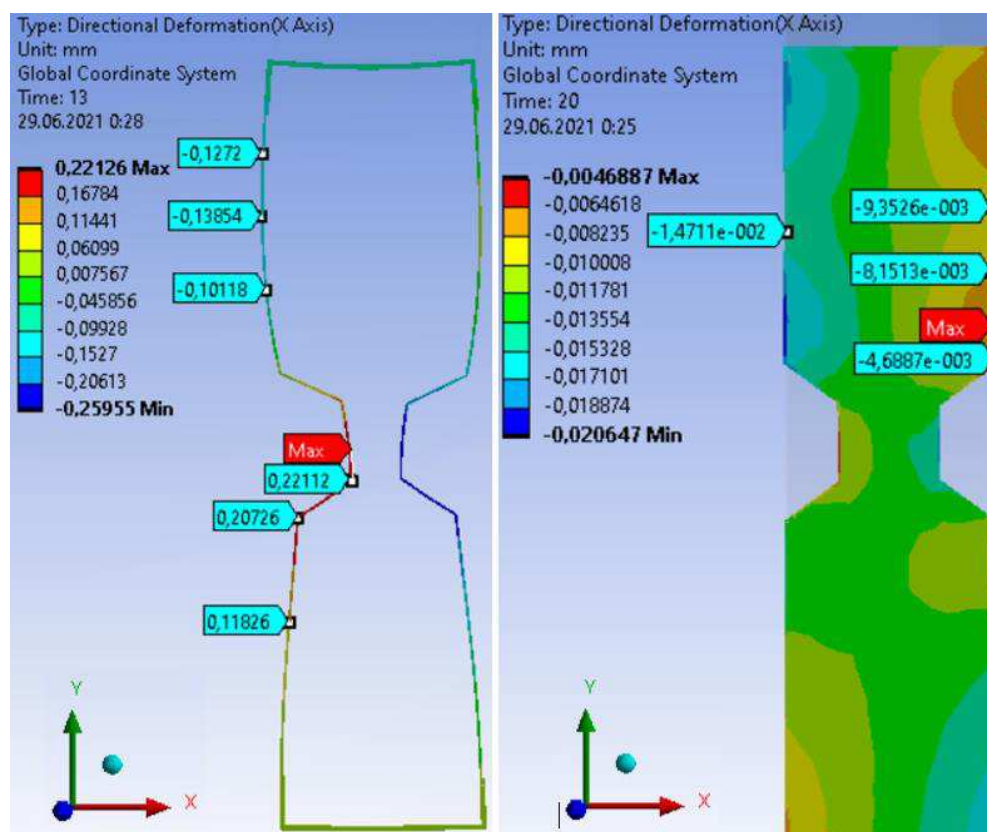 Type: Directional Deformation(X Axis)
Unit: mm
Global Coordinate System
Time: 13
29.06.2021 0:28
0,22126 Max
0,16784
0,11441
0,06099
0,007567
-0,045856
-0,09928
-0,1527
-0,20613
-0,25955 Min
-0,1272
-0,13854
-0,10118
Max
0,22112
0,20726
0,11826
Y
X
Type: Directional Deformation(X Axis)
Unit: mm
Global Coordinate System
Time: 20
29.06.2021 0:25
-0,0046887 Max
-0,0064618
-0,008235
-0,010008
-0,011781
-0,013554
-0,015328
-0,017101
-0,018874
-0,020647 Min
-1,4711e-002
-9,3526e-003
-8,1513e-003
Max
-4,6887e-003
Y
X